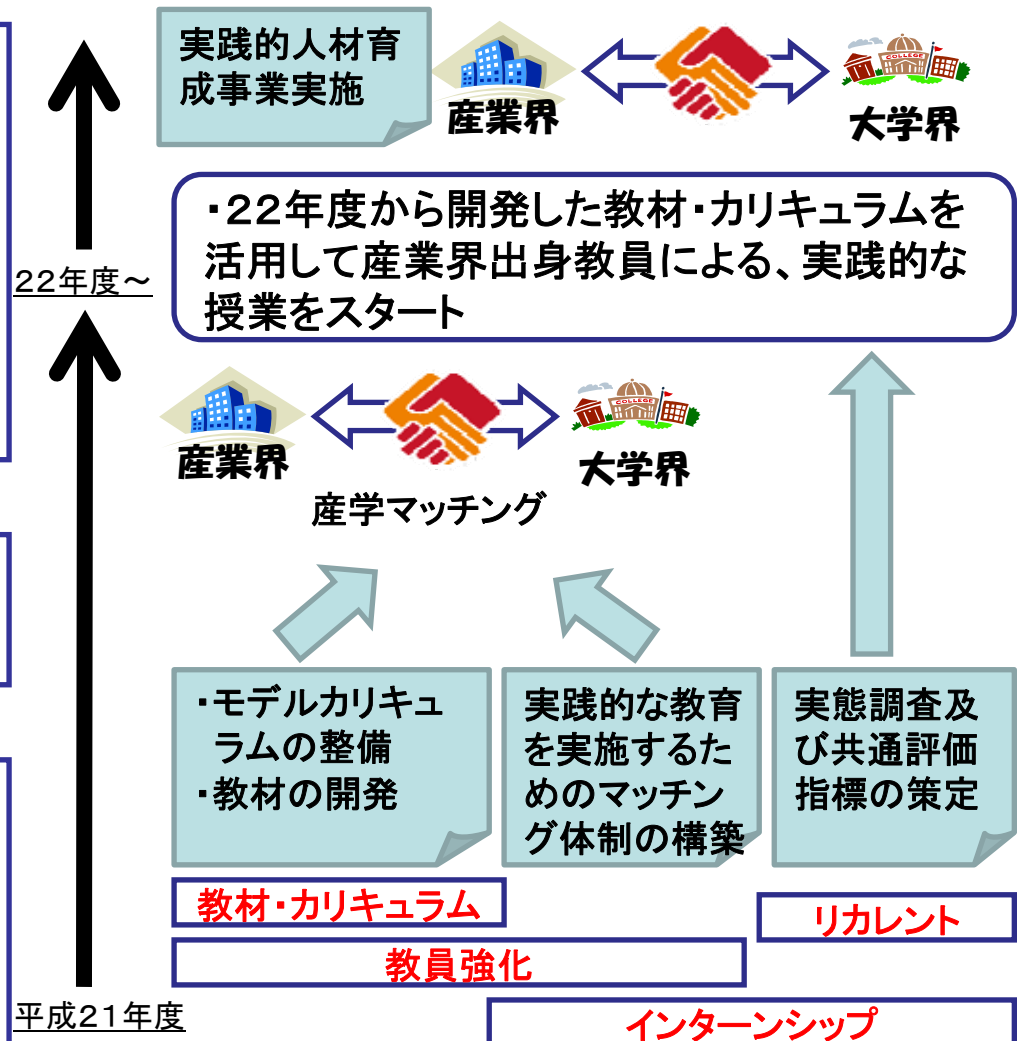 実践的人材育
成事業実施
産業界
COLLEGE
大学界
・22年度から開発した教材・カリキュラムを
活用して産業界出身教員による、実践的な
授業をスタート
22年度～
産業界
COLLEGE
大学界
産学マッチング
・モデルカリキュ
ラムの整備
・教材の開発
実践的な教育
を実施するた
めのマッチン
グ体制の構築
実態調査及
び共通評価
指標の策定
教材・カリキュラム
リカレント
教員強化
平成21年度
インターンシップ